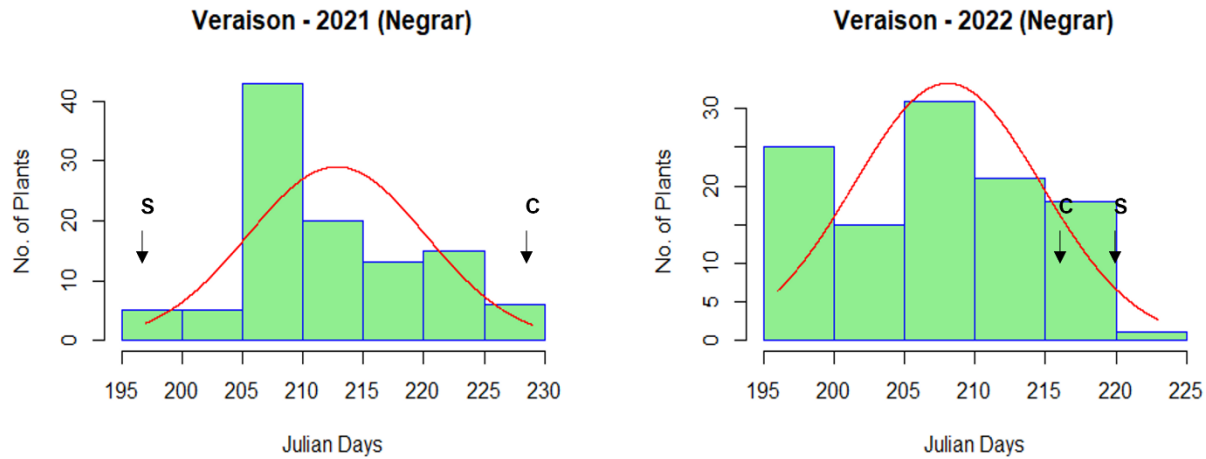 Veraison - 2021 (Negrar)
No. of Plants
40
30
20
10
0
S
C
195 200 205 210 215 220 225 230
Julian Days
Veraison - 2022 (Negrar)
No. of Plants
30
20
10
5
0
C
S
195 200 205 210 215 220 225
Julian Days